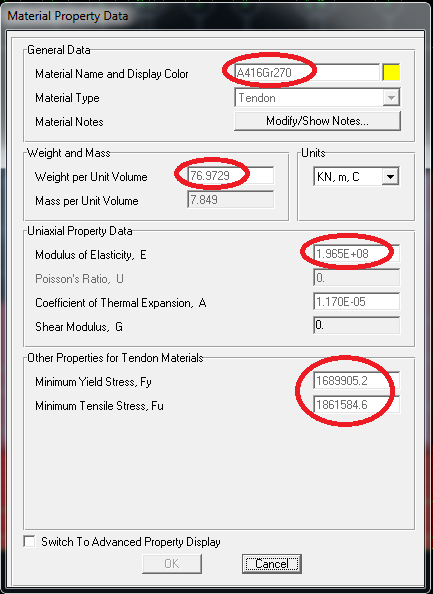 Material Property Data
General Data
Material Name and Display Color A416Gr270
Material Type Tendon
Material Notes Modify/Show Notes...
Weight and Mass Units
Weight per Unit Volume 76.9729 KN, m, C
Mass per Unit Volume 7.849
Uniaxial Property Data
Modulus of Elasticity, E 1.965E+08
Poisson's Ratio, U 0.
Coefficient of Thermal Expansion, A 1.170E-05
Shear Modulus, G 0.
Other Properties for Tendon Materials
Minimum Yield Stress, Fy 1689905.2
Minimum Tensile Stress, Fu 1861584.6
Switch To Advanced Property Display
OK Cancel